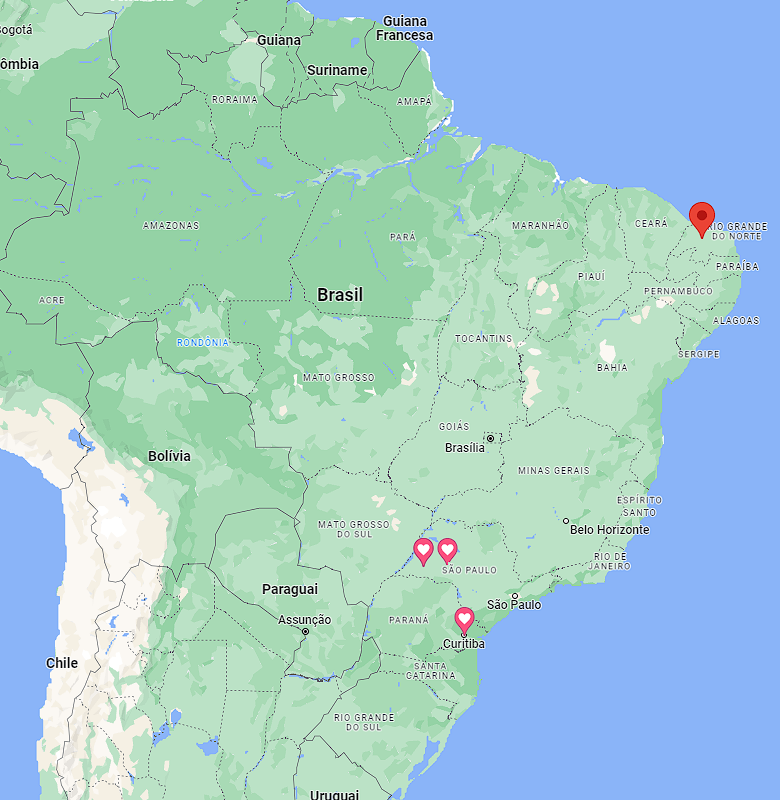 Guiana
Francesa
Bogotá
Guiana
ômbia
Suriname
RORAIMA
AMAPÁ
AMAZONAS
PARÁ
MARANHÃO
CEARÁ
RIO GRANDE
DO NORTE
PARAÍBA
PIAUÍ
PERNAMBUCO
Brasil
ACRE
ALAGOAS
RONDÔNIA
TOCANTINS
SERGIPE
MATO GROSSO
BAHIA
GOIÁS
Brasília
Bolívia
MINAS GERAIS
ESPÍRITO
SANTO
MATO GROSSO
DO SUL
Belo Horizonte
RIO DE
JANEIRO
SÃO PAULO
Paraguai
São Paulo
Assunção
PARANÁ
Curitiba
Chile
SANTA
CATARINA
RIO GRANDE
DO SUL
Uruguai